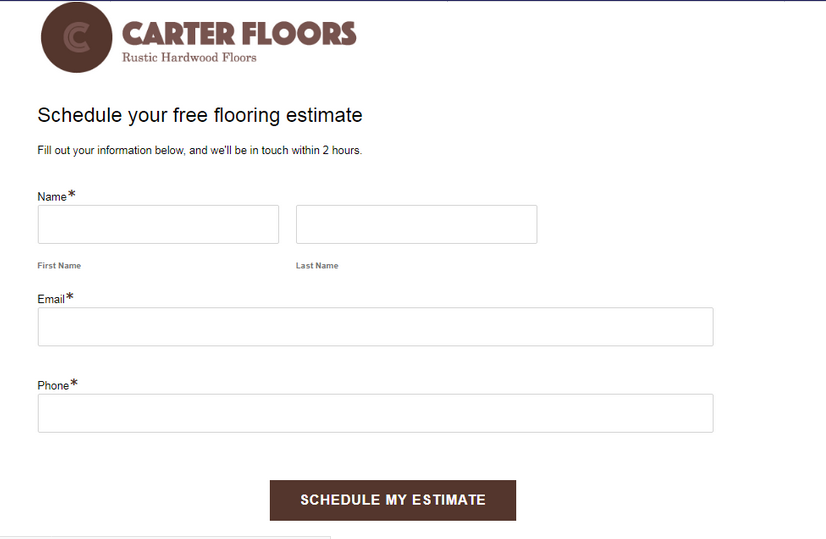 C
CARTER FLOORS
Rustic Hardwood Floors
Schedule your free flooring estimate
Fill out your information below, and we'll be in touch within 2 hours.
Name*
First Name Last Name
Email*
Phone*
SCHEDULE MY ESTIMATE